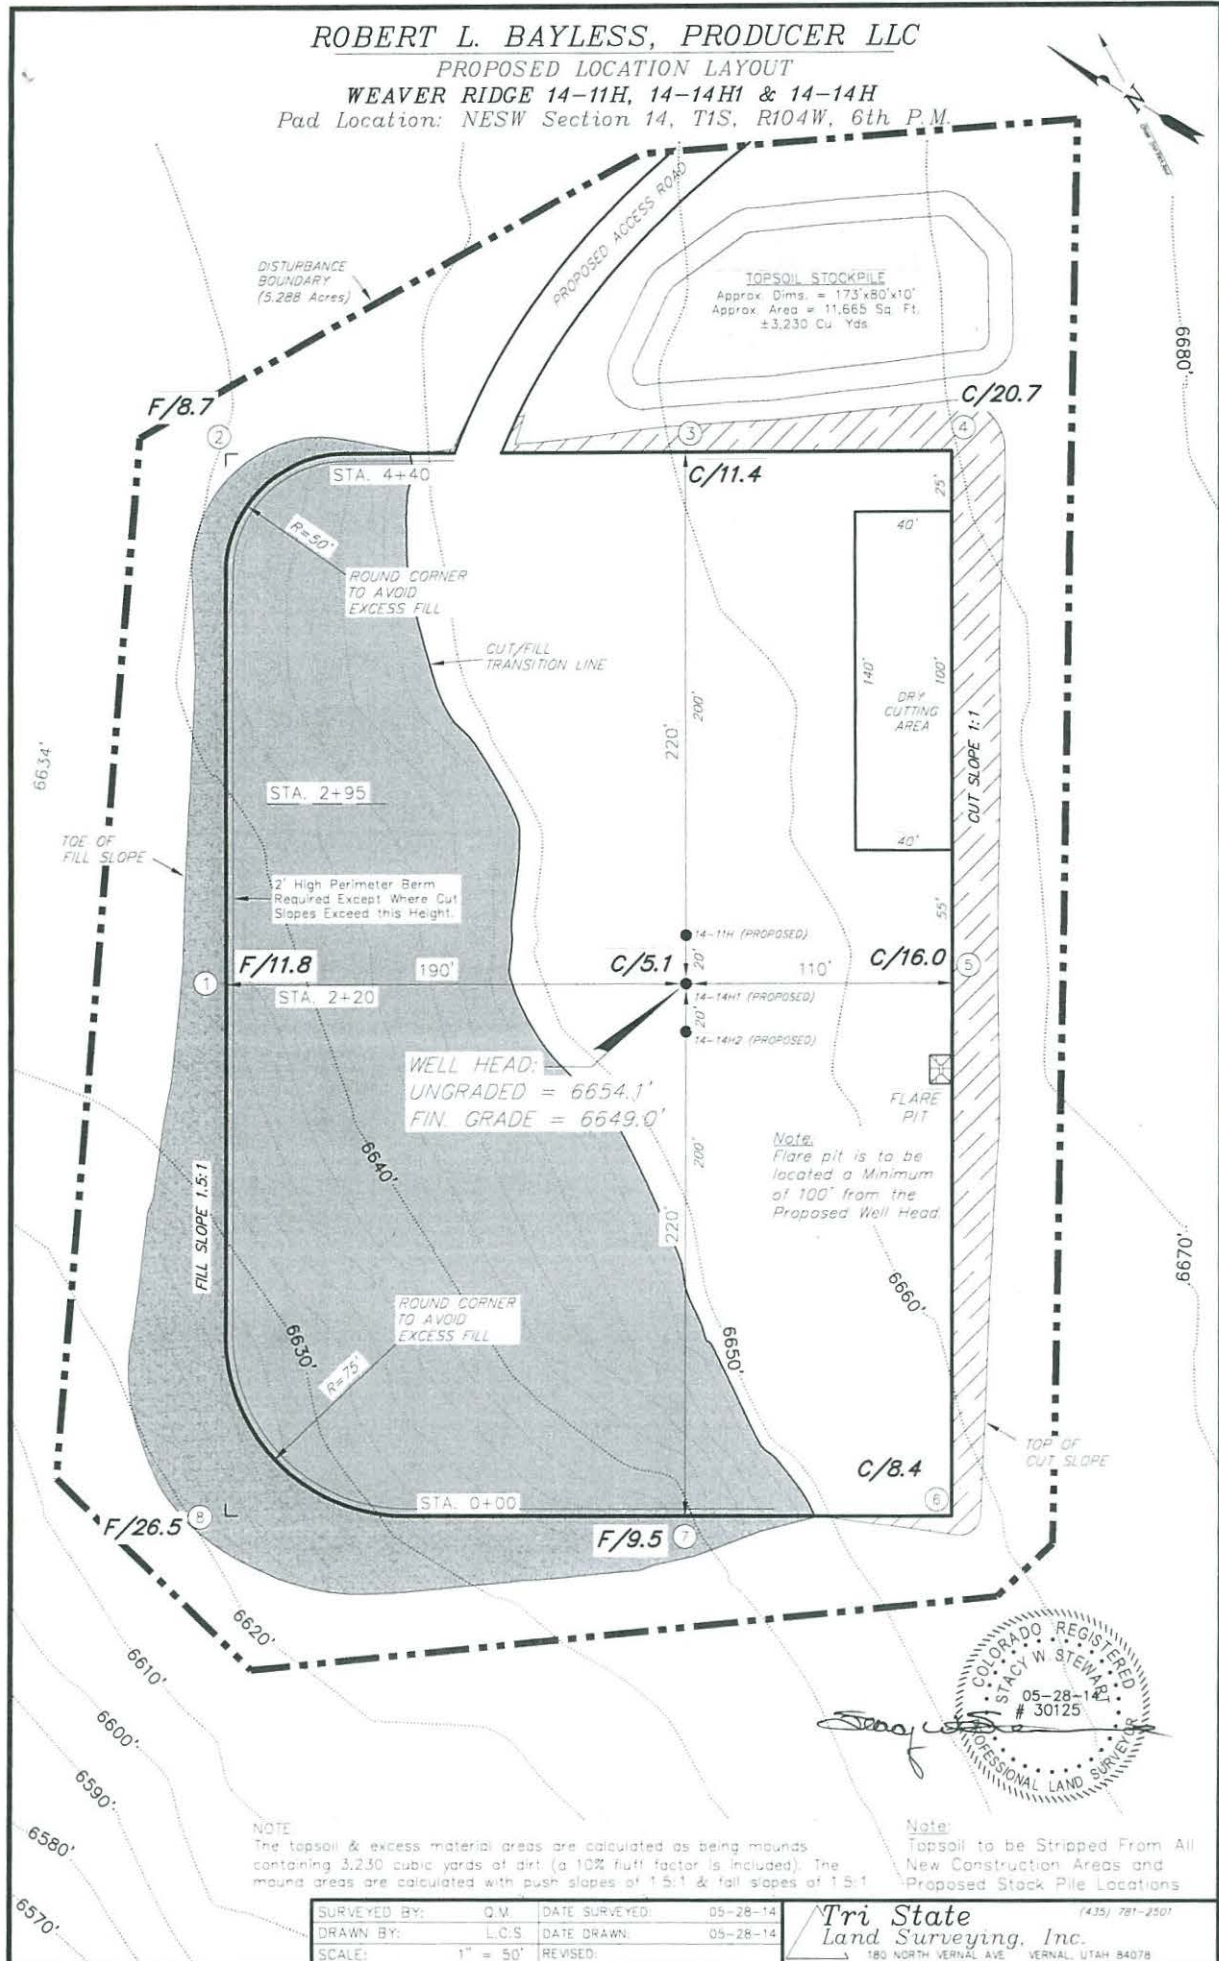 ROBERT L. BAYLESS, PRODUCER LLC
PROPOSED LOCATION LAYOUT
WEAVER RIDGE 14-11H, 14-14H1 & 14-14H
Pad Location: NESW Section 14, T1S, R104W, 6th P.M.
N
PROPOSED ACCESS ROAD
DISTURBANCE
BOUNDARY
(5.288 Acres)
TOPSOIL STOCKPILE
Approx. Dims. = 173'x80'x10'
Approx. Area = 11,665 Sq. Ft.
±3,230 Cu. Yds.
6680'
F/8.7
2
C/20.7
4
3
C/11.4
STA. 4+40
25'
40'
R=50'
ROUND CORNER
TO AVOID
EXCESS FILL
CUT/FILL
TRANSITION LINE
140'
100'
DRY
CUTTING
AREA
200'
220'
CUT SLOPE 1:1
6634'
STA. 2+95
TOE OF
FILL SLOPE
40'
2' High Perimeter Berm
Required Except Where Cut
Slopes Exceed this Height.
55'
14-11H (PROPOSED)
1
F/11.8
190'
C/5.1
20'
110'
C/16.0
5
STA. 2+20
14-14H1 (PROPOSED)
20'
14-14H2 (PROPOSED)
WELL HEAD:
UNGRADED = 6654.1'
FIN. GRADE = 6649.0'
FLARE
PIT
Note:
Flare pit is to be
located a Minimum
of 100' from the
Proposed Well Head.
6640'
200'
220'
FILL SLOPE 1.5:1
6670'
6660'
ROUND CORNER
TO AVOID
EXCESS FILL
6630'
6650'
R=75'
TOP OF
CUT SLOPE
C/8.4
6
STA. 0+00
F/26.5
8
F/9.5
7
6620'
6610'
6600'
6590'
6580'
6570'
COLORADO REGISTERED
STACY W. STEWART
05-28-14
# 30125
PROFESSIONAL LAND SURVEYOR
NOTE
The topsoil & excess material areas are calculated as being mounds
containing 3,230 cubic yards of dirt (a 10% fluff factor is included). The
mound areas are calculated with push slopes of 1.5:1 & fall slopes of 1.5:1
Note:
Topsoil to be Stripped From All
New Construction Areas and
Proposed Stock Pile Locations
SURVEYED BY: Q.M. DATE SURVEYED: 05-28-14
DRAWN BY: L.C.S. DATE DRAWN: 05-28-14
SCALE: 1" = 50' REVISED:
Tri State (435) 781-2501
Land Surveying, Inc.
180 NORTH VERNAL AVE. VERNAL, UTAH 84078